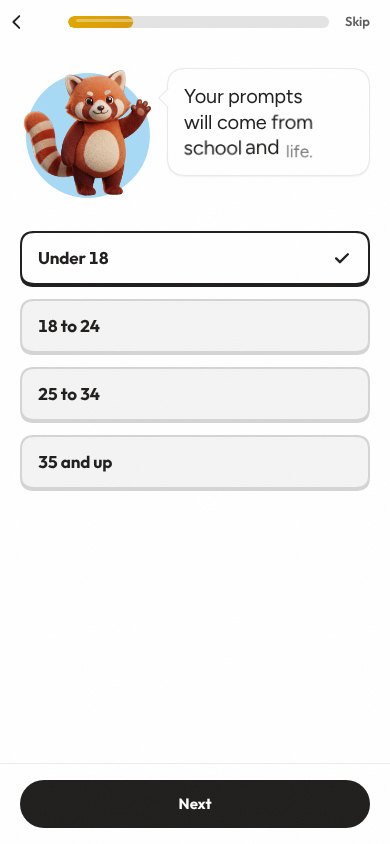 Skip
Your prompts
will come from
school and life.
Under 18
18 to 24
25 to 34
35 and up
Next